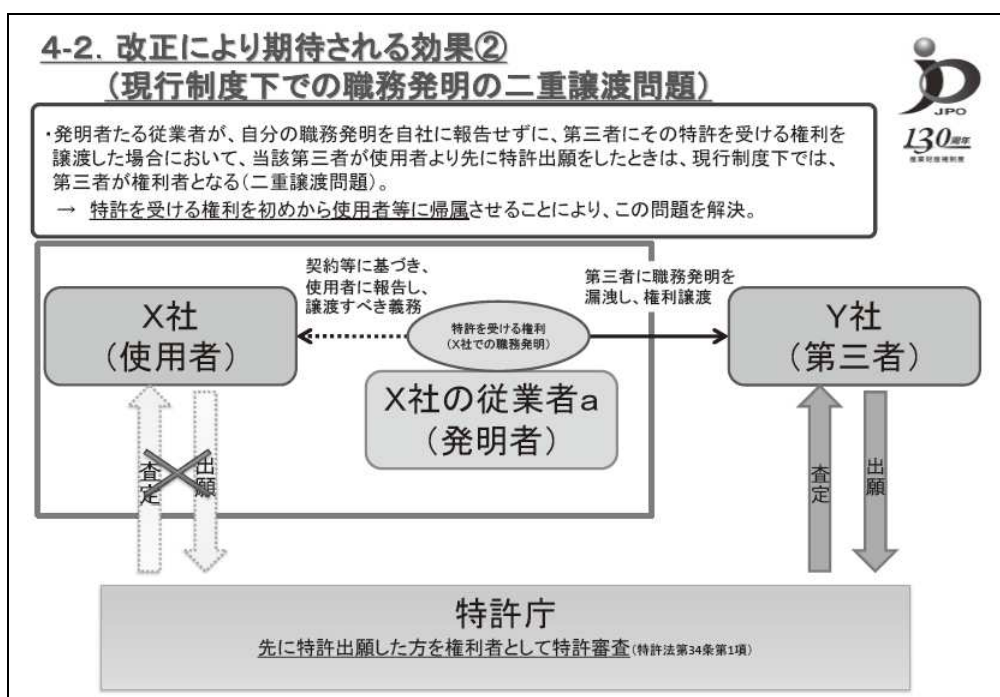 4-2. 改正により期待される効果②
(現行制度下での職務発明の二重譲渡問題)
JPO
130周年
産業財産権制度
・発明者たる従業者が、自分の職務発明を自社に報告せずに、第三者にその特許を受ける権利を
譲渡した場合において、当該第三者が使用者より先に特許出願をしたときは、現行制度下では、
第三者が権利者となる(二重譲渡問題)。
→ 特許を受ける権利を初めから使用者等に帰属させることにより、この問題を解決。
契約等に基づき、
使用者に報告し、
譲渡すべき義務
第三者に職務発明を
漏洩し、権利譲渡
X社
(使用者)
特許を受ける権利
(X社での職務発明)
Y社
(第三者)
X社の従業者a
(発明者)
査定
出願
査定
出願
特許庁
先に特許出願した方を権利者として特許審査(特許法第34条第1項)